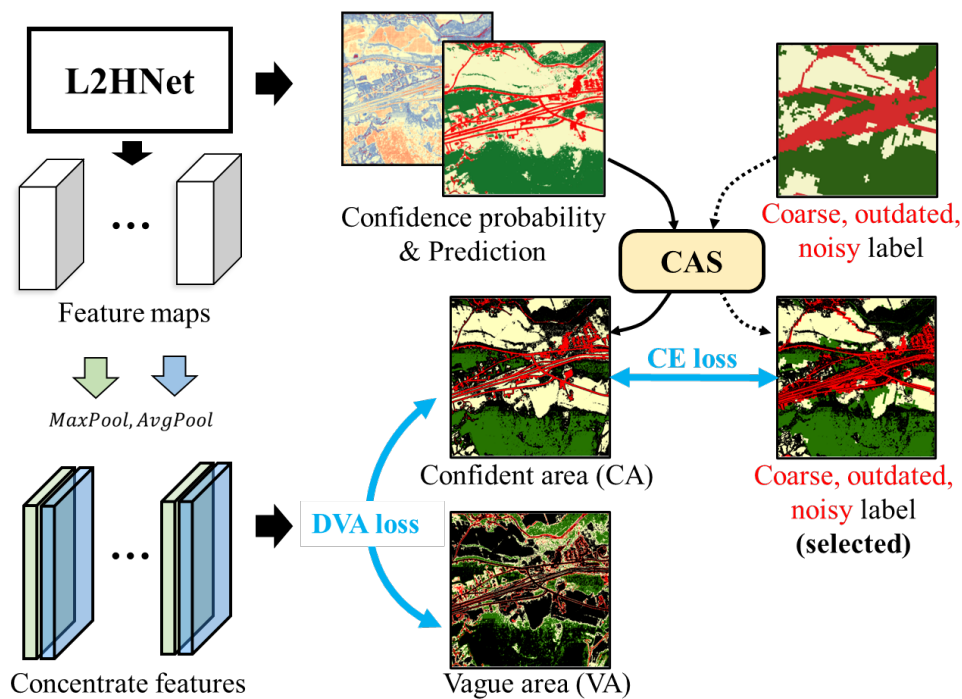 L2HNet
Confidence probability
& Prediction
Coarse, outdated,
noisy label
CAS
Feature maps
MaxPool, AvgPool
CE loss
Confident area (CA)
Coarse, outdated,
noisy label
(selected)
DVA loss
Concentrate features
Vague area (VA)